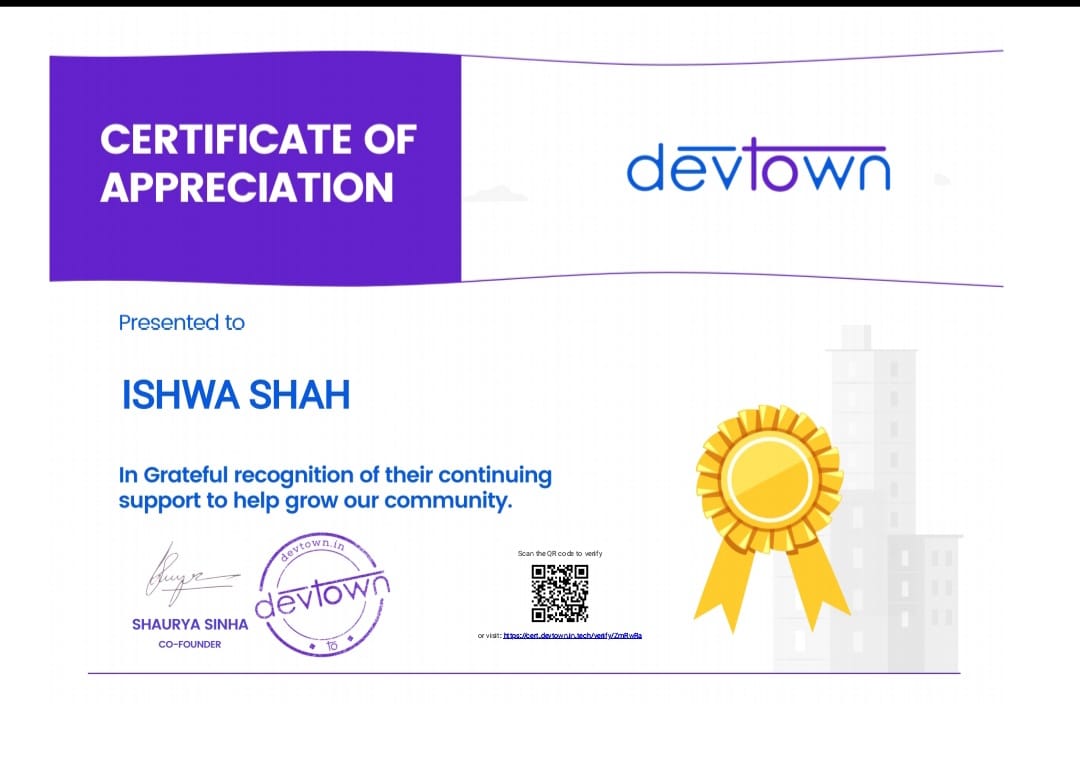 CERTIFICATE OF
APPRECIATION
devtown
Presented to
ISHWA SHAH
In Grateful recognition of their continuing
support to help grow our community.
devtown.in
devtown
SHAURYA SINHA
CO-FOUNDER
Scan the QR code to verify
or visit: https://cert.devtown.in.tech/verify/ZmRwRa